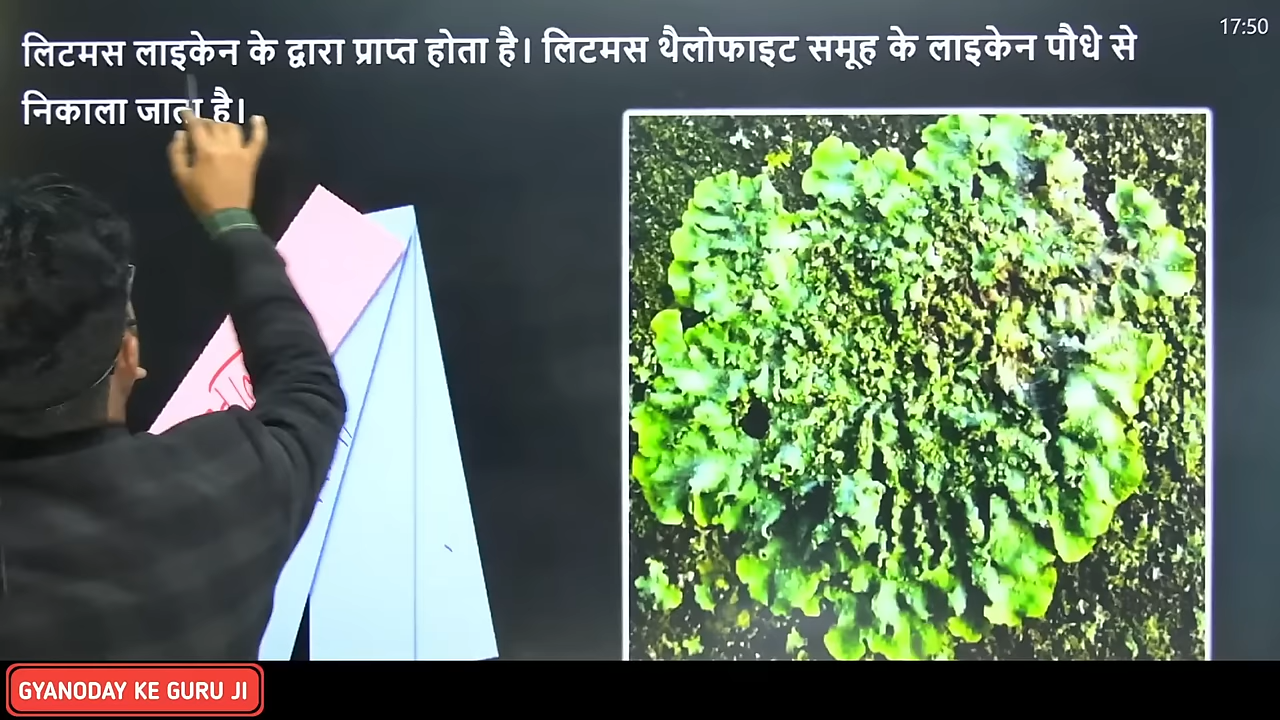 17:50
लिटमस लाइकेन के द्वारा प्राप्त होता है। लिटमस थैलोफाइट समूह के लाइकेन पौधे से
निकाला जाता है।
GYANODAY KE GURU JI